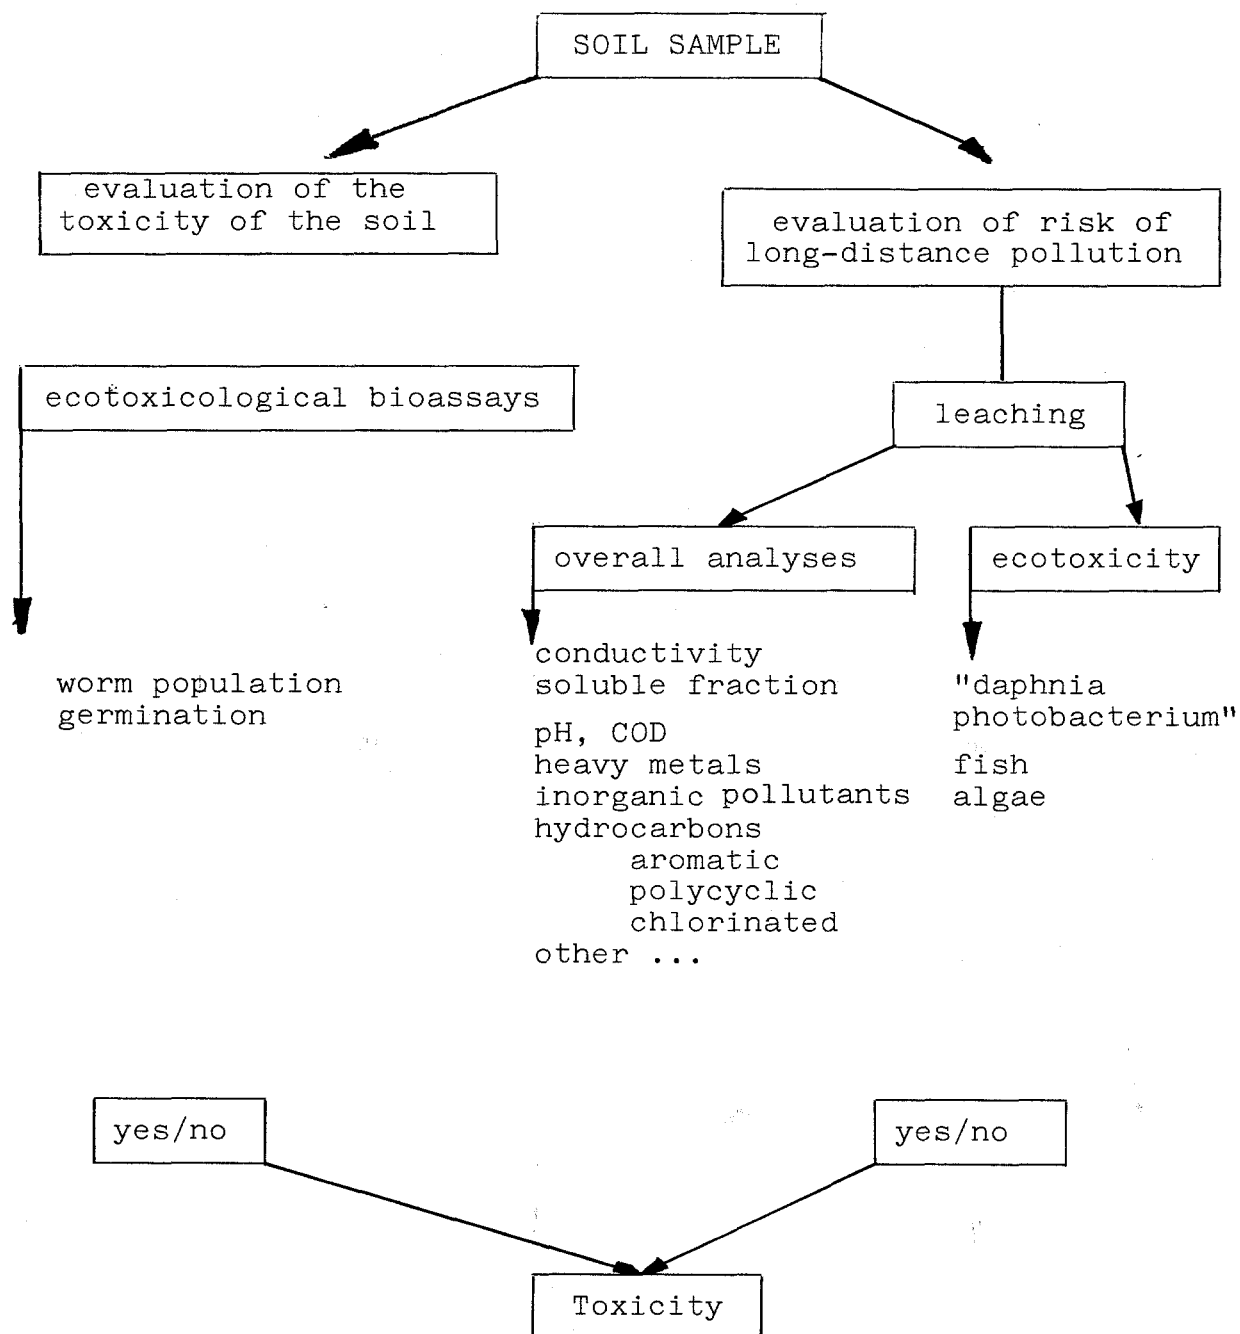 SOIL SAMPLE
evaluation of the
toxicity of the soil
evaluation of risk of
long-distance pollution
ecotoxicological bioassays
leaching
overall analyses
ecotoxicity
worm population
germination
conductivity
soluble fraction
pH, COD
heavy metals
inorganic pollutants
hydrocarbons
aromatic
polycyclic
chlorinated
other ...
"daphnia
photobacterium"
fish
algae
yes/no
yes/no
Toxicity